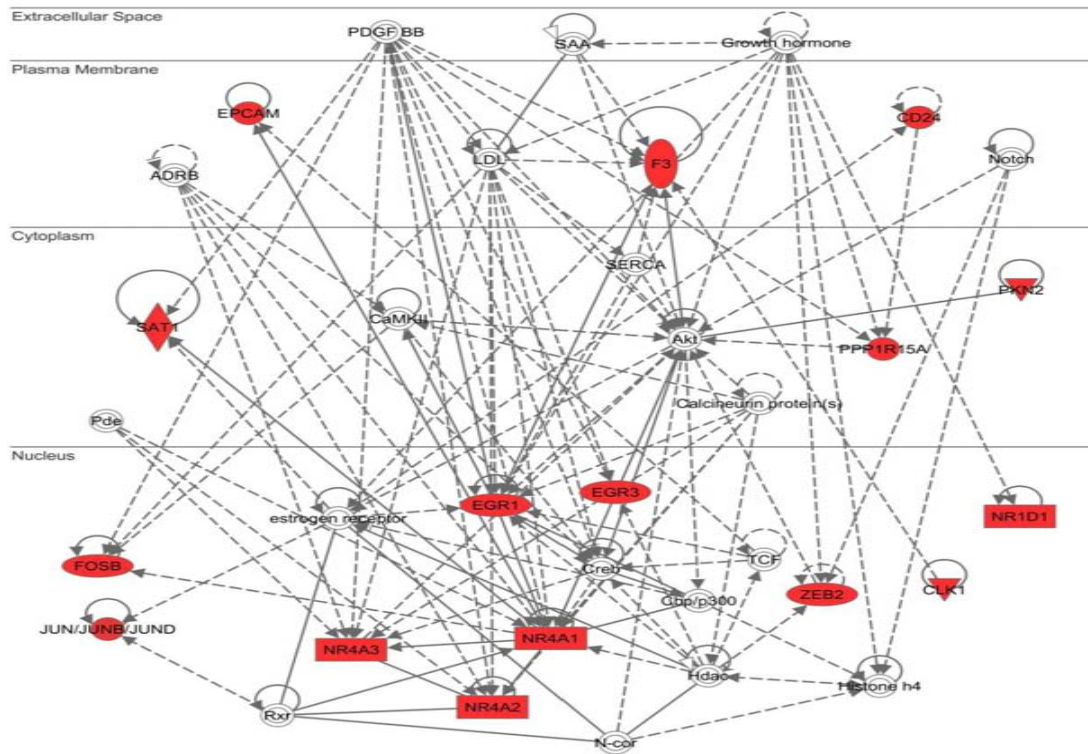 Extracellular Space
PDGF BB
SAA
Growth hormone
Plasma Membrane
EPCAM
CD24
LDL
F3
Notch
ADRB
Cytoplasm
SERCA
PKN2
SAT1
CaMKII
Akt
PPP1R15A
Calcineurin protein(s)
Pde
Nucleus
EGR3
EGR1
estrogen receptor
NR1D1
FOSB
Creb
TCF
CLK1
ZEB2
Cbp/p300
JUN/JUNB/JUND
NR4A1
NR4A3
Hdac
Histone h4
NR4A2
Rxr
N-cor